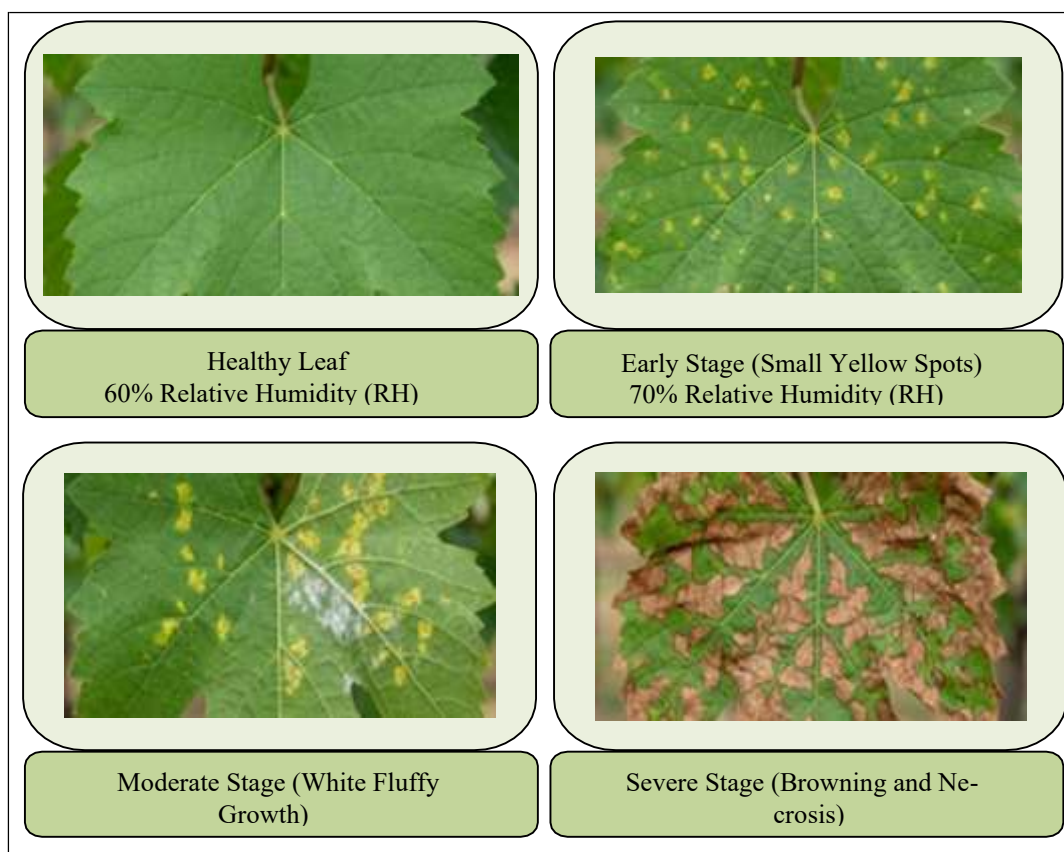 Healthy Leaf
60% Relative Humidity (RH)
Early Stage (Small Yellow Spots)
70% Relative Humidity (RH)
Moderate Stage (White Fluffy
Growth)
Severe Stage (Browning and Ne-
crosis)